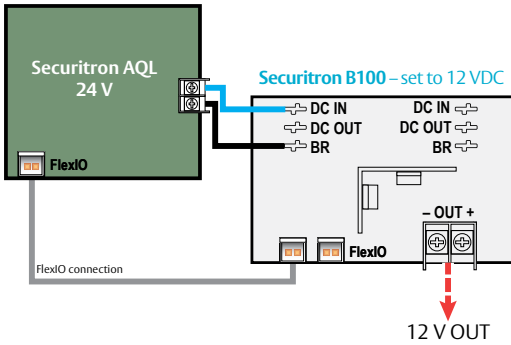 Securitron AQL
24 V
FlexIO
Securitron B100 – set to 12 VDC
DC IN
DC OUT
BR
DC IN
DC OUT
BR
– OUT +
FlexIO
FlexIO connection
12 V OUT